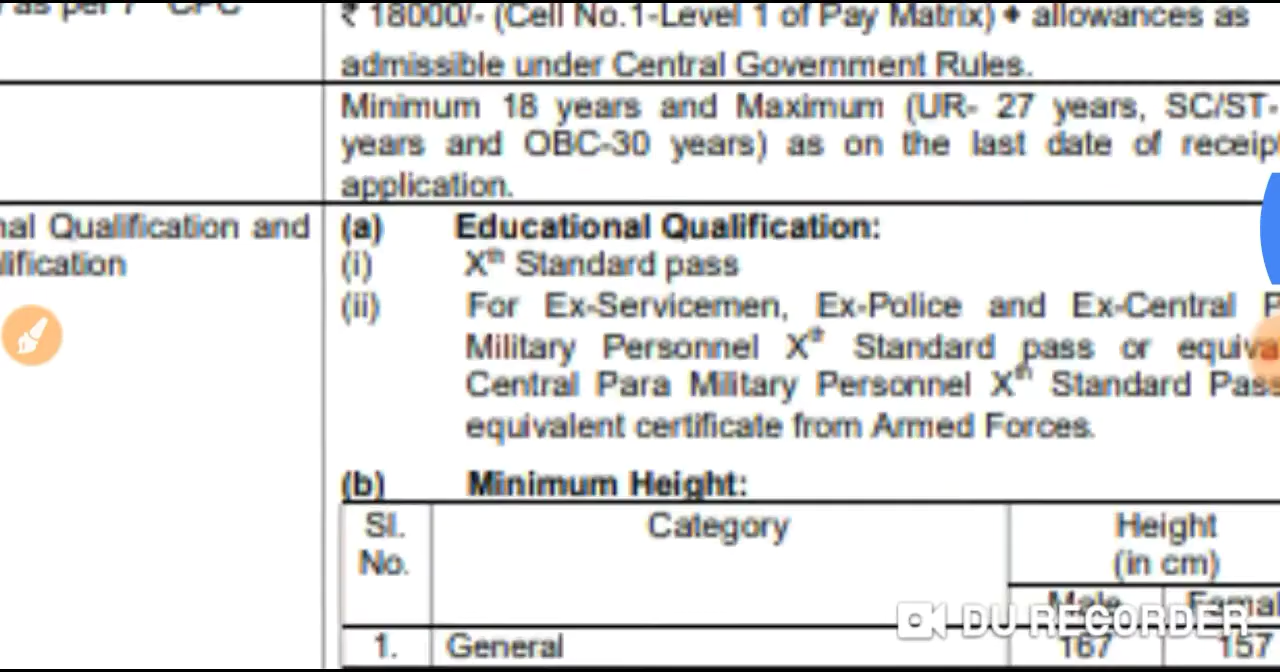 as per 7 CPC
₹ 18000/- (Cell No.1-Level 1 of Pay Matrix) + allowances as
admissible under Central Government Rules.
Minimum 18 years and Maximum (UR- 27 years, SC/ST-
years and OBC-30 years) as on the last date of receip
application.
nal Qualification and
lification
(a) Educational Qualification:
(i) Xth Standard pass
(ii) For Ex-Servicemen, Ex-Police and Ex-Central P
Military Personnel Xth Standard pass or equiva
Central Para Military Personnel Xth Standard Pass
equivalent certificate from Armed Forces.
(b) Minimum Height:
Sl.
No.
Category
Height
(in cm)
Male Femal
DU RECORDER
1. General 167 157